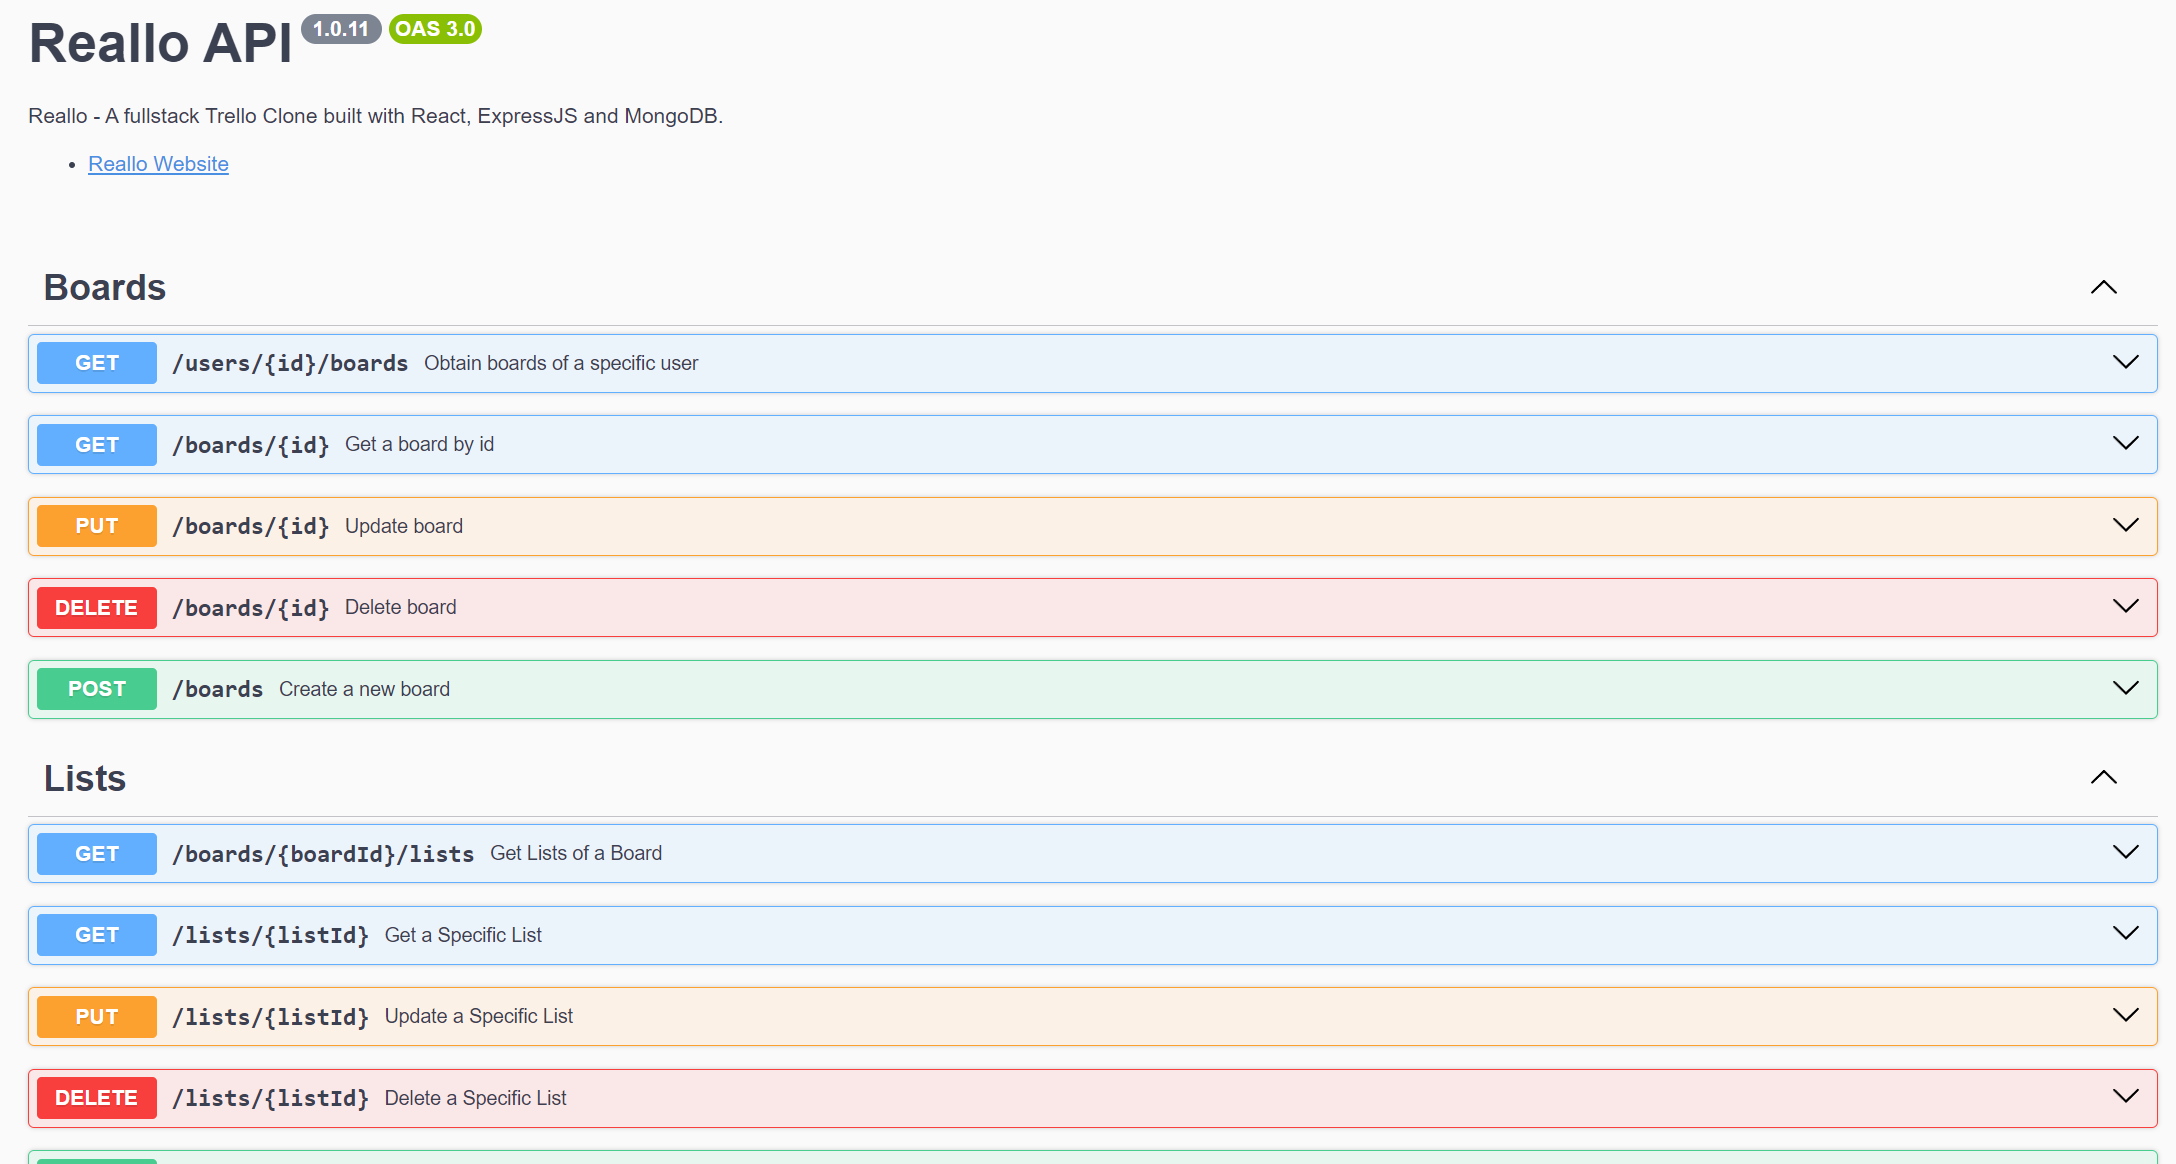 Reallo API 1.0.11 OAS 3.0
Reallo - A fullstack Trello Clone built with React, ExpressJS and MongoDB.
• Reallo Website
Boards
GET /users/{id}/boards Obtain boards of a specific user
GET /boards/{id} Get a board by id
PUT /boards/{id} Update board
DELETE /boards/{id} Delete board
POST /boards Create a new board
Lists
GET /boards/{boardId}/lists Get Lists of a Board
GET /lists/{listId} Get a Specific List
PUT /lists/{listId} Update a Specific List
DELETE /lists/{listId} Delete a Specific List